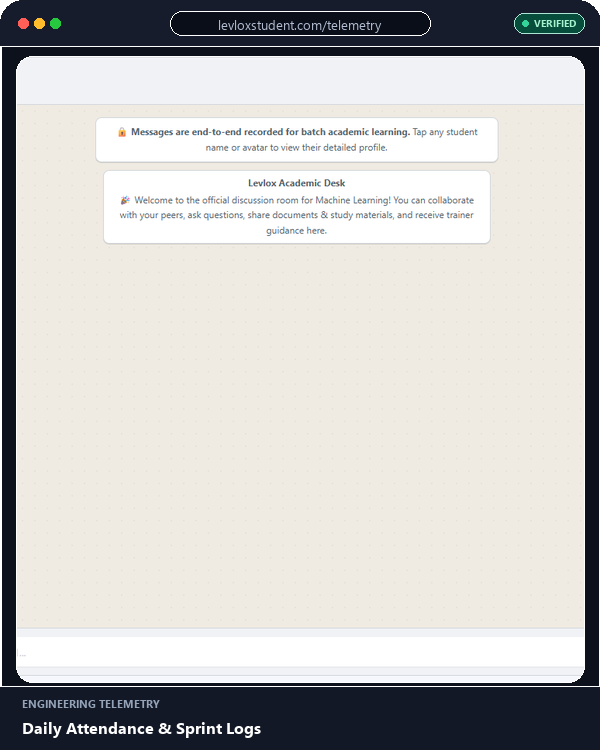 levloxstudent.com/telemetry
VERIFIED
🔒 Messages are end-to-end recorded for batch academic learning. Tap any student
name or avatar to view their detailed profile.
Levlox Academic Desk
🎉 Welcome to the official discussion room for Machine Learning! You can collaborate
with your peers, ask questions, share documents & study materials, and receive trainer
guidance here.
ENGINEERING TELEMETRY
Daily Attendance & Sprint Logs